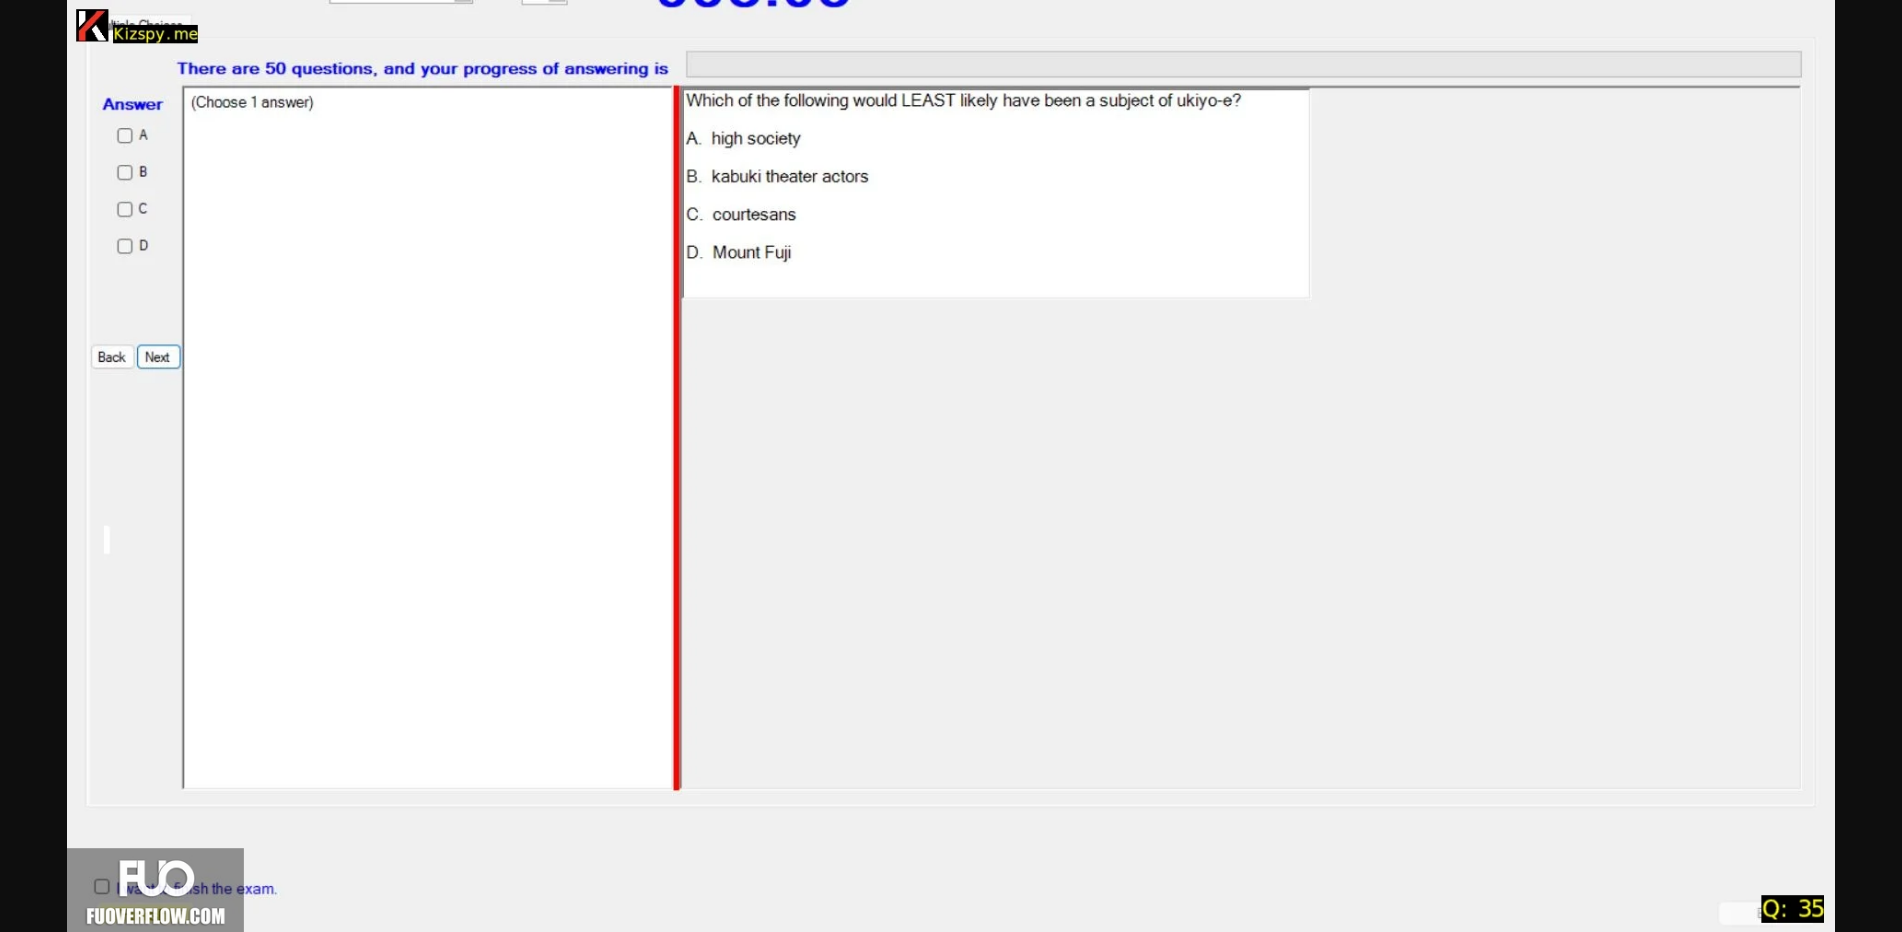 Kizspy.me
There are 50 questions, and your progress of answering is
Answer
(Choose 1 answer)
A
B
C
D
Back
Next
Which of the following would LEAST likely have been a subject of ukiyo-e?
A. high society
B. kabuki theater actors
C. courtesans
D. Mount Fuji
the exam.
FUO
FUOVERFLOW.COM
Q: 35